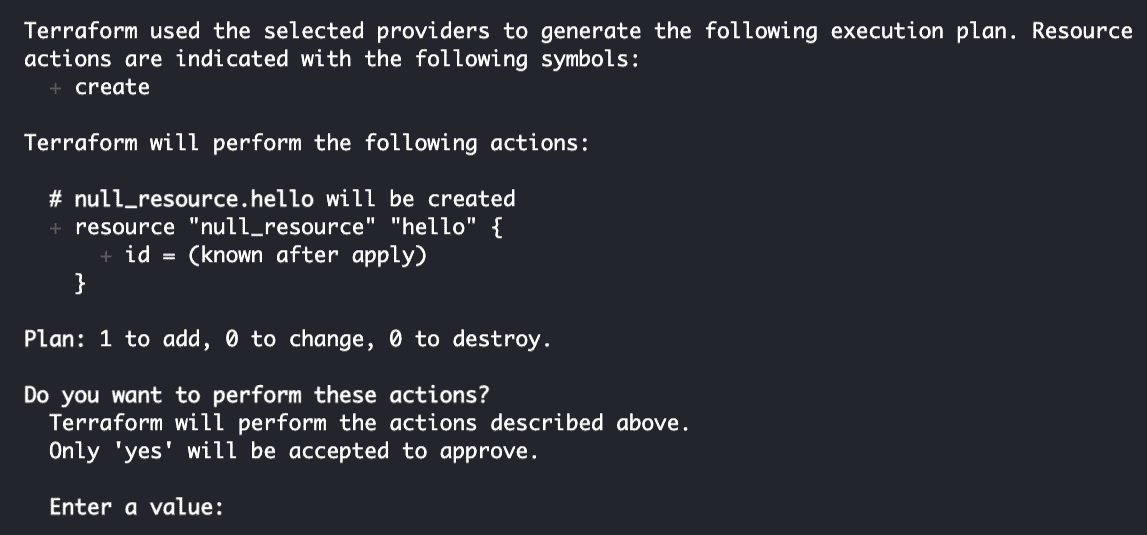 Terraform used the selected providers to generate the following execution plan. Resource
actions are indicated with the following symbols:
  + create

Terraform will perform the following actions:

  # null_resource.hello will be created
  + resource "null_resource" "hello" {
      + id = (known after apply)
    }

Plan: 1 to add, 0 to change, 0 to destroy.

Do you want to perform these actions?
  Terraform will perform the actions described above.
  Only 'yes' will be accepted to approve.

  Enter a value: